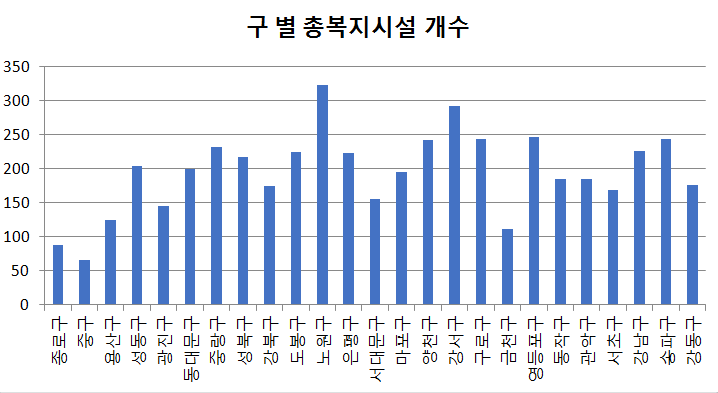 구 별 총복지시설 개수
350
300
250
200
150
100
50
0
종로구
중구
용산구
성동구
광진구
동대문구
중랑구
성북구
강북구
도봉구
노원구
은평구
서대문구
마포구
양천구
강서구
구로구
금천구
영등포구
동작구
관악구
서초구
강남구
송파구
강동구